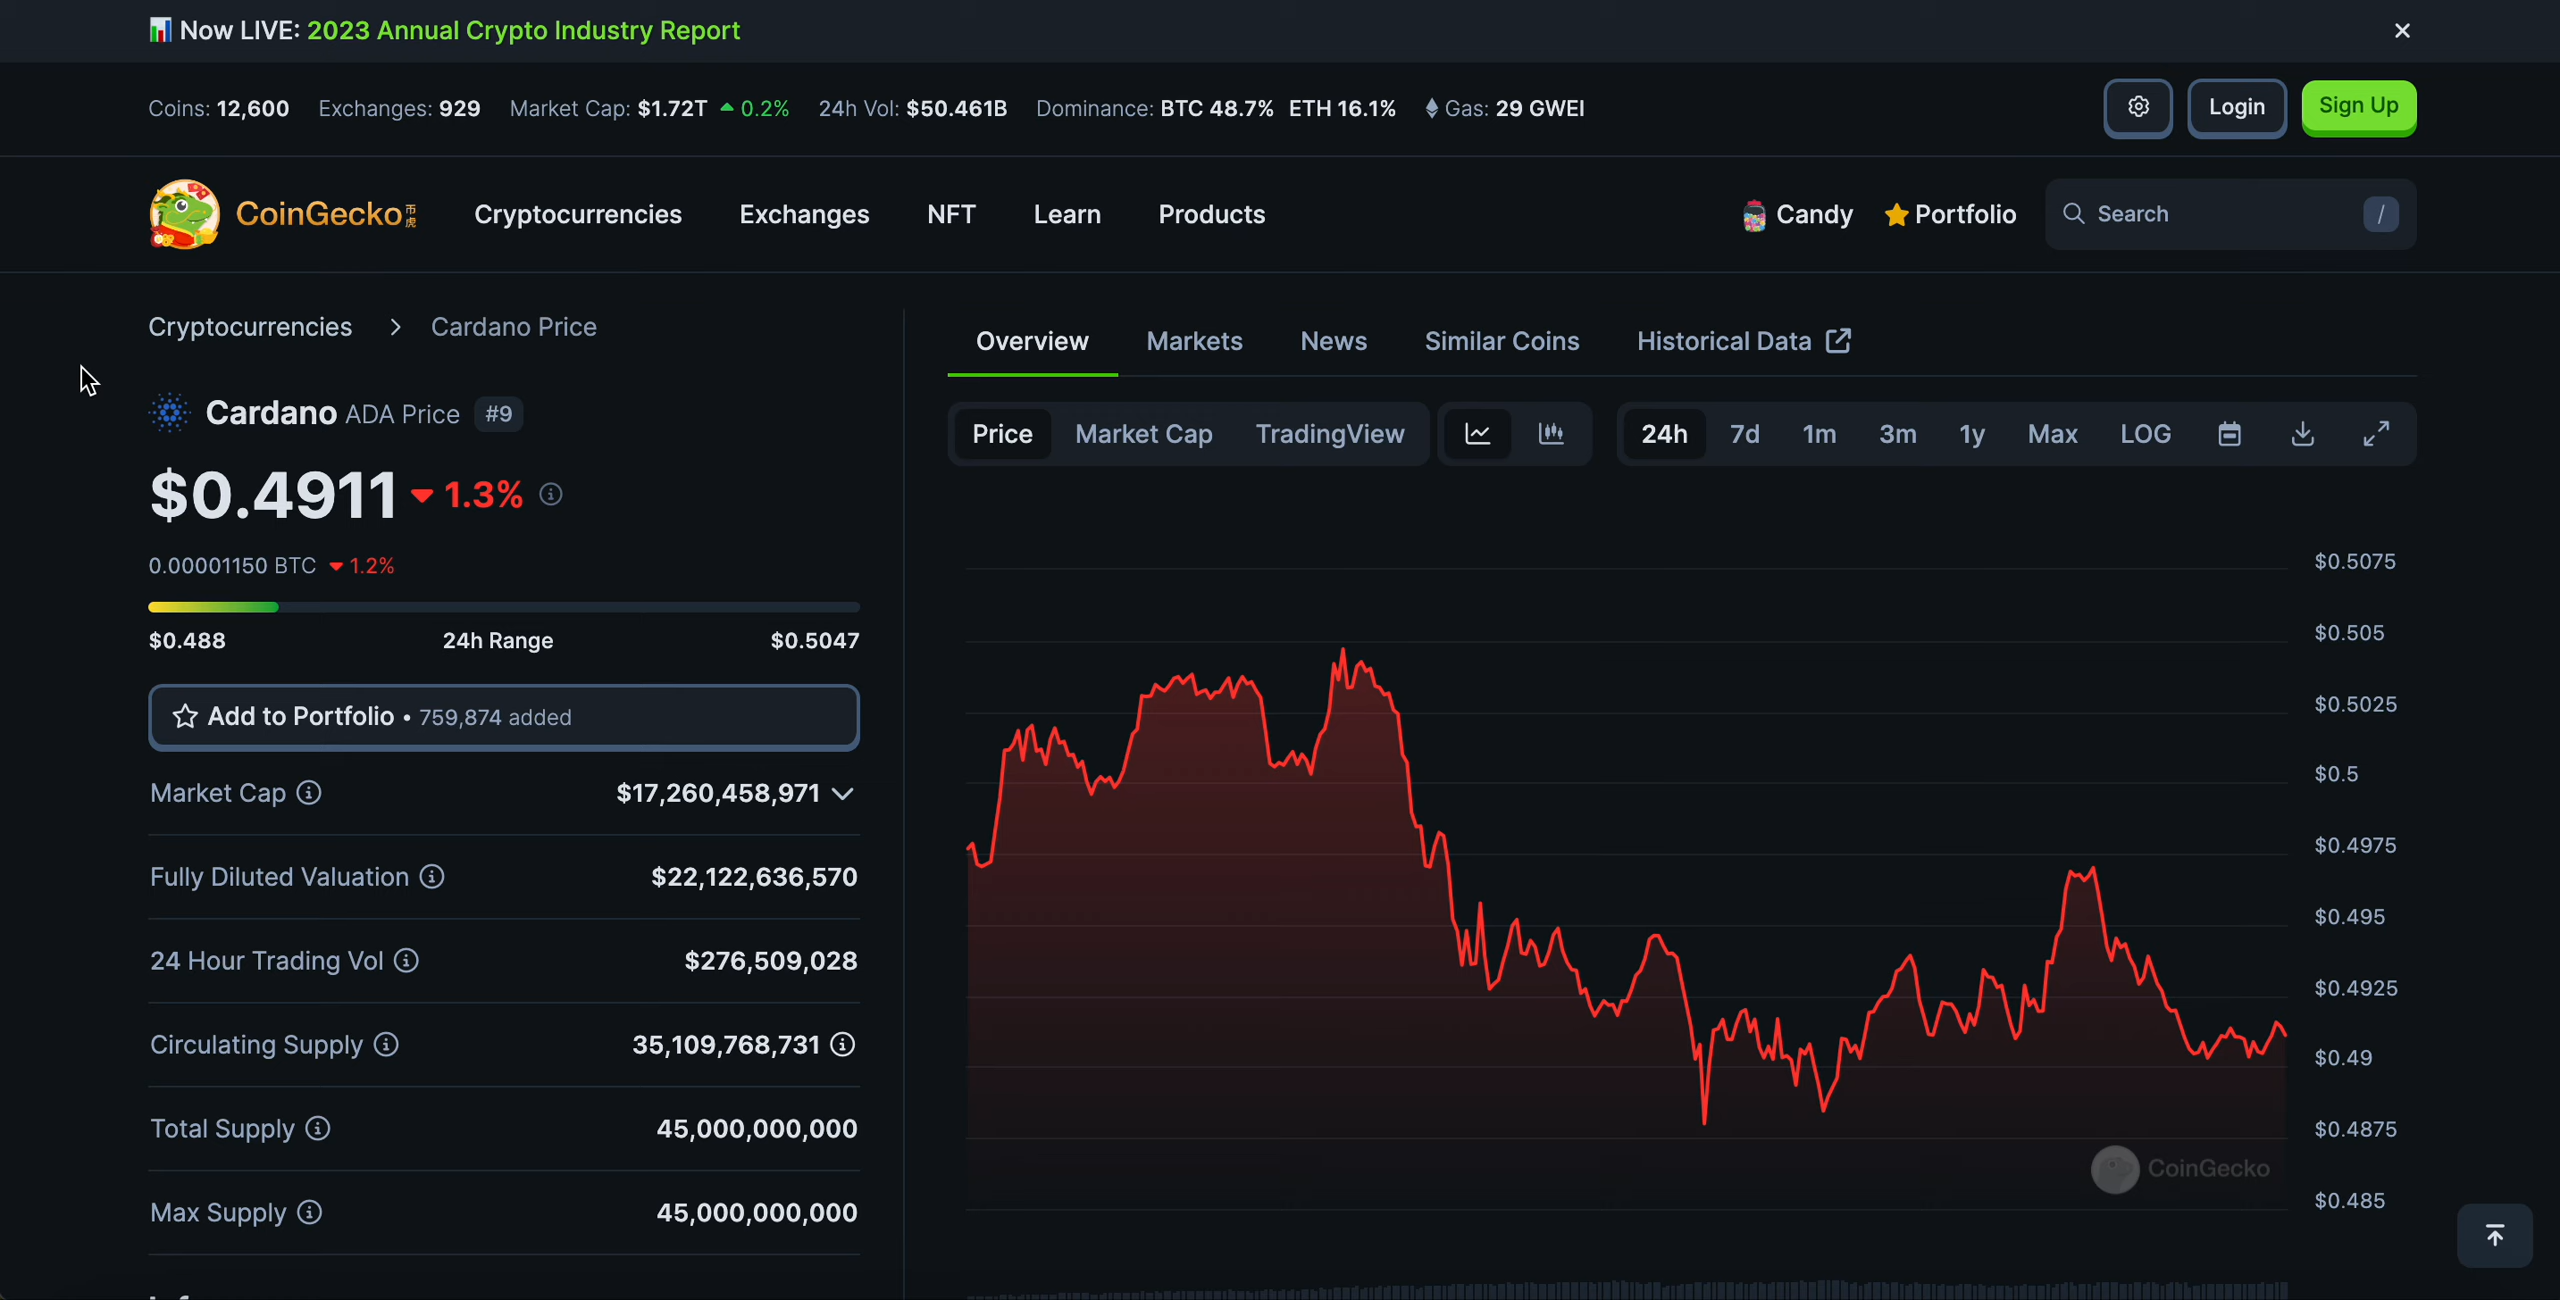 Now LIVE: 2023 Annual Crypto Industry Report
Coins: 12,600 Exchanges: 929 Market Cap: $1.72T 0.2% 24h Vol: $50.461B Dominance: BTC 48.7% ETH 16.1% Gas: 29 GWEI
Login
Sign Up
CoinGecko 币虎
Cryptocurrencies Exchanges NFT Learn Products
Candy Portfolio Search /
Cryptocurrencies > Cardano Price
Cardano ADA Price #9
$0.4911 1.3%
0.00001150 BTC 1.2%
$0.488 24h Range $0.5047
Add to Portfolio • 759,874 added
Market Cap $17,260,458,971
Fully Diluted Valuation $22,122,636,570
24 Hour Trading Vol $276,509,028
Circulating Supply 35,109,768,731
Total Supply 45,000,000,000
Max Supply 45,000,000,000
Overview Markets News Similar Coins Historical Data
Price Market Cap TradingView 24h 7d 1m 3m 1y Max LOG
$0.5075
$0.505
$0.5025
$0.5
$0.4975
$0.495
$0.4925
$0.49
$0.4875
CoinGecko
$0.485